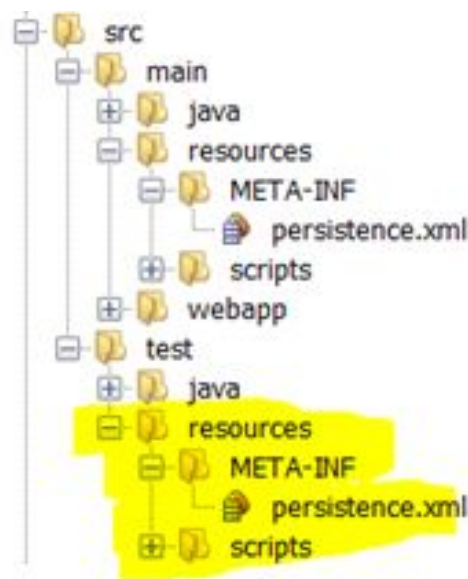 src
main
java
resources
META-INF
persistence.xml
scripts
webapp
test
java
resources
META-INF
persistence.xml
scripts